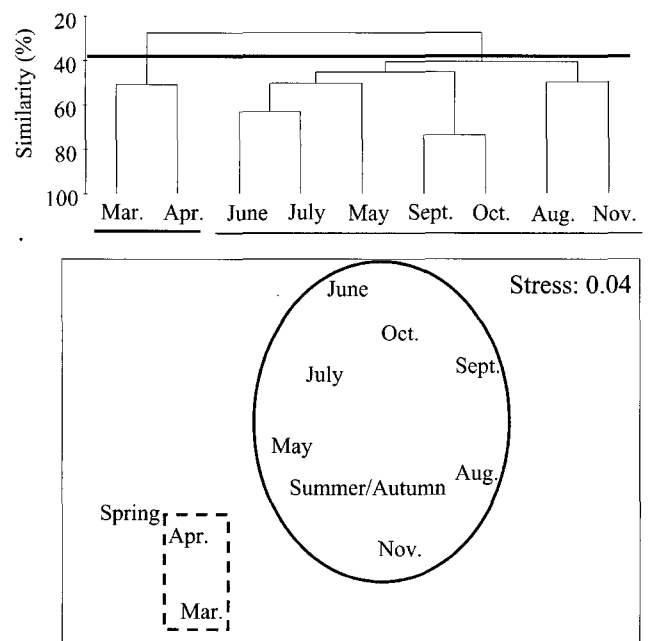 Similarity (%)
20
40
60
80
100
Mar. Apr. June July May Sept. Oct. Aug. Nov.
Stress: 0.04
June
Oct.
Sept.
July
May
Aug.
Summer/Autumn
Spring
Apr.
Nov.
Mar.